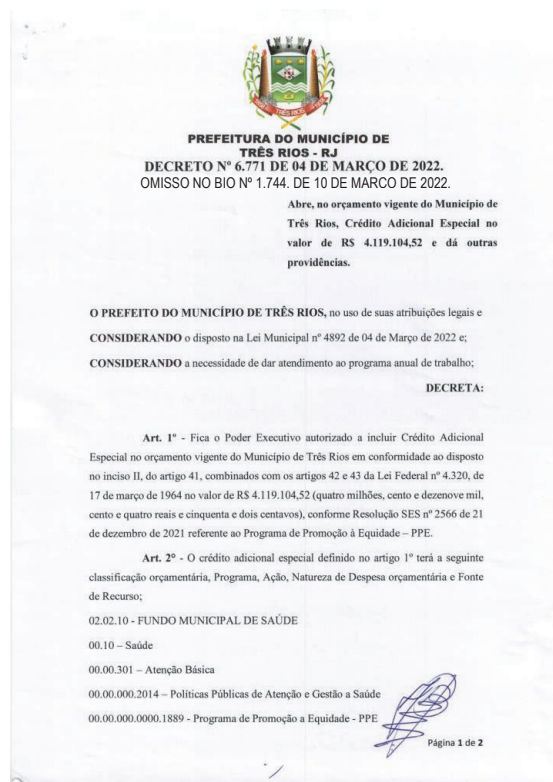 TRÊS RIOS
PREFEITURA DO MUNICÍPIO DE
TRÊS RIOS - RJ
DECRETO Nº 6.771 DE 04 DE MARÇO DE 2022.
OMISSO NO BIO Nº 1.744. DE 10 DE MARCO DE 2022.
Abre, no orçamento vigente do Município de
Três Rios, Crédito Adicional Especial no
valor de R$ 4.119.104,52 e dá outras
providências.
O PREFEITO DO MUNICÍPIO DE TRÊS RIOS, no uso de suas atribuições legais e
CONSIDERANDO o disposto na Lei Municipal nº 4892 de 04 de Março de 2022 e;
CONSIDERANDO a necessidade de dar atendimento ao programa anual de trabalho;
DECRETA:
Art. 1º - Fica o Poder Executivo autorizado a incluir Crédito Adicional
Especial no orçamento vigente do Município de Três Rios em conformidade ao disposto
no inciso II, do artigo 41, combinados com os artigos 42 e 43 da Lei Federal nº 4.320, de
17 de março de 1964 no valor de R$ 4.119.104,52 (quatro milhões, cento e dezenove mil,
cento e quatro reais e cinquenta e dois centavos), conforme Resolução SES nº 2566 de 21
de dezembro de 2021 referente ao Programa de Promoção à Equidade – PPE.
Art. 2º - O crédito adicional especial definido no artigo 1º terá a seguinte
classificação orçamentária, Programa, Ação, Natureza de Despesa orçamentária e Fonte
de Recurso;
02.02.10 - FUNDO MUNICIPAL DE SAÚDE
00.10 – Saúde
00.00.301 – Atenção Básica
00.00.000.2014 – Políticas Públicas de Atenção e Gestão a Saúde
00.00.000.0000.1889 - Programa de Promoção a Equidade - PPE
Página 1 de 2